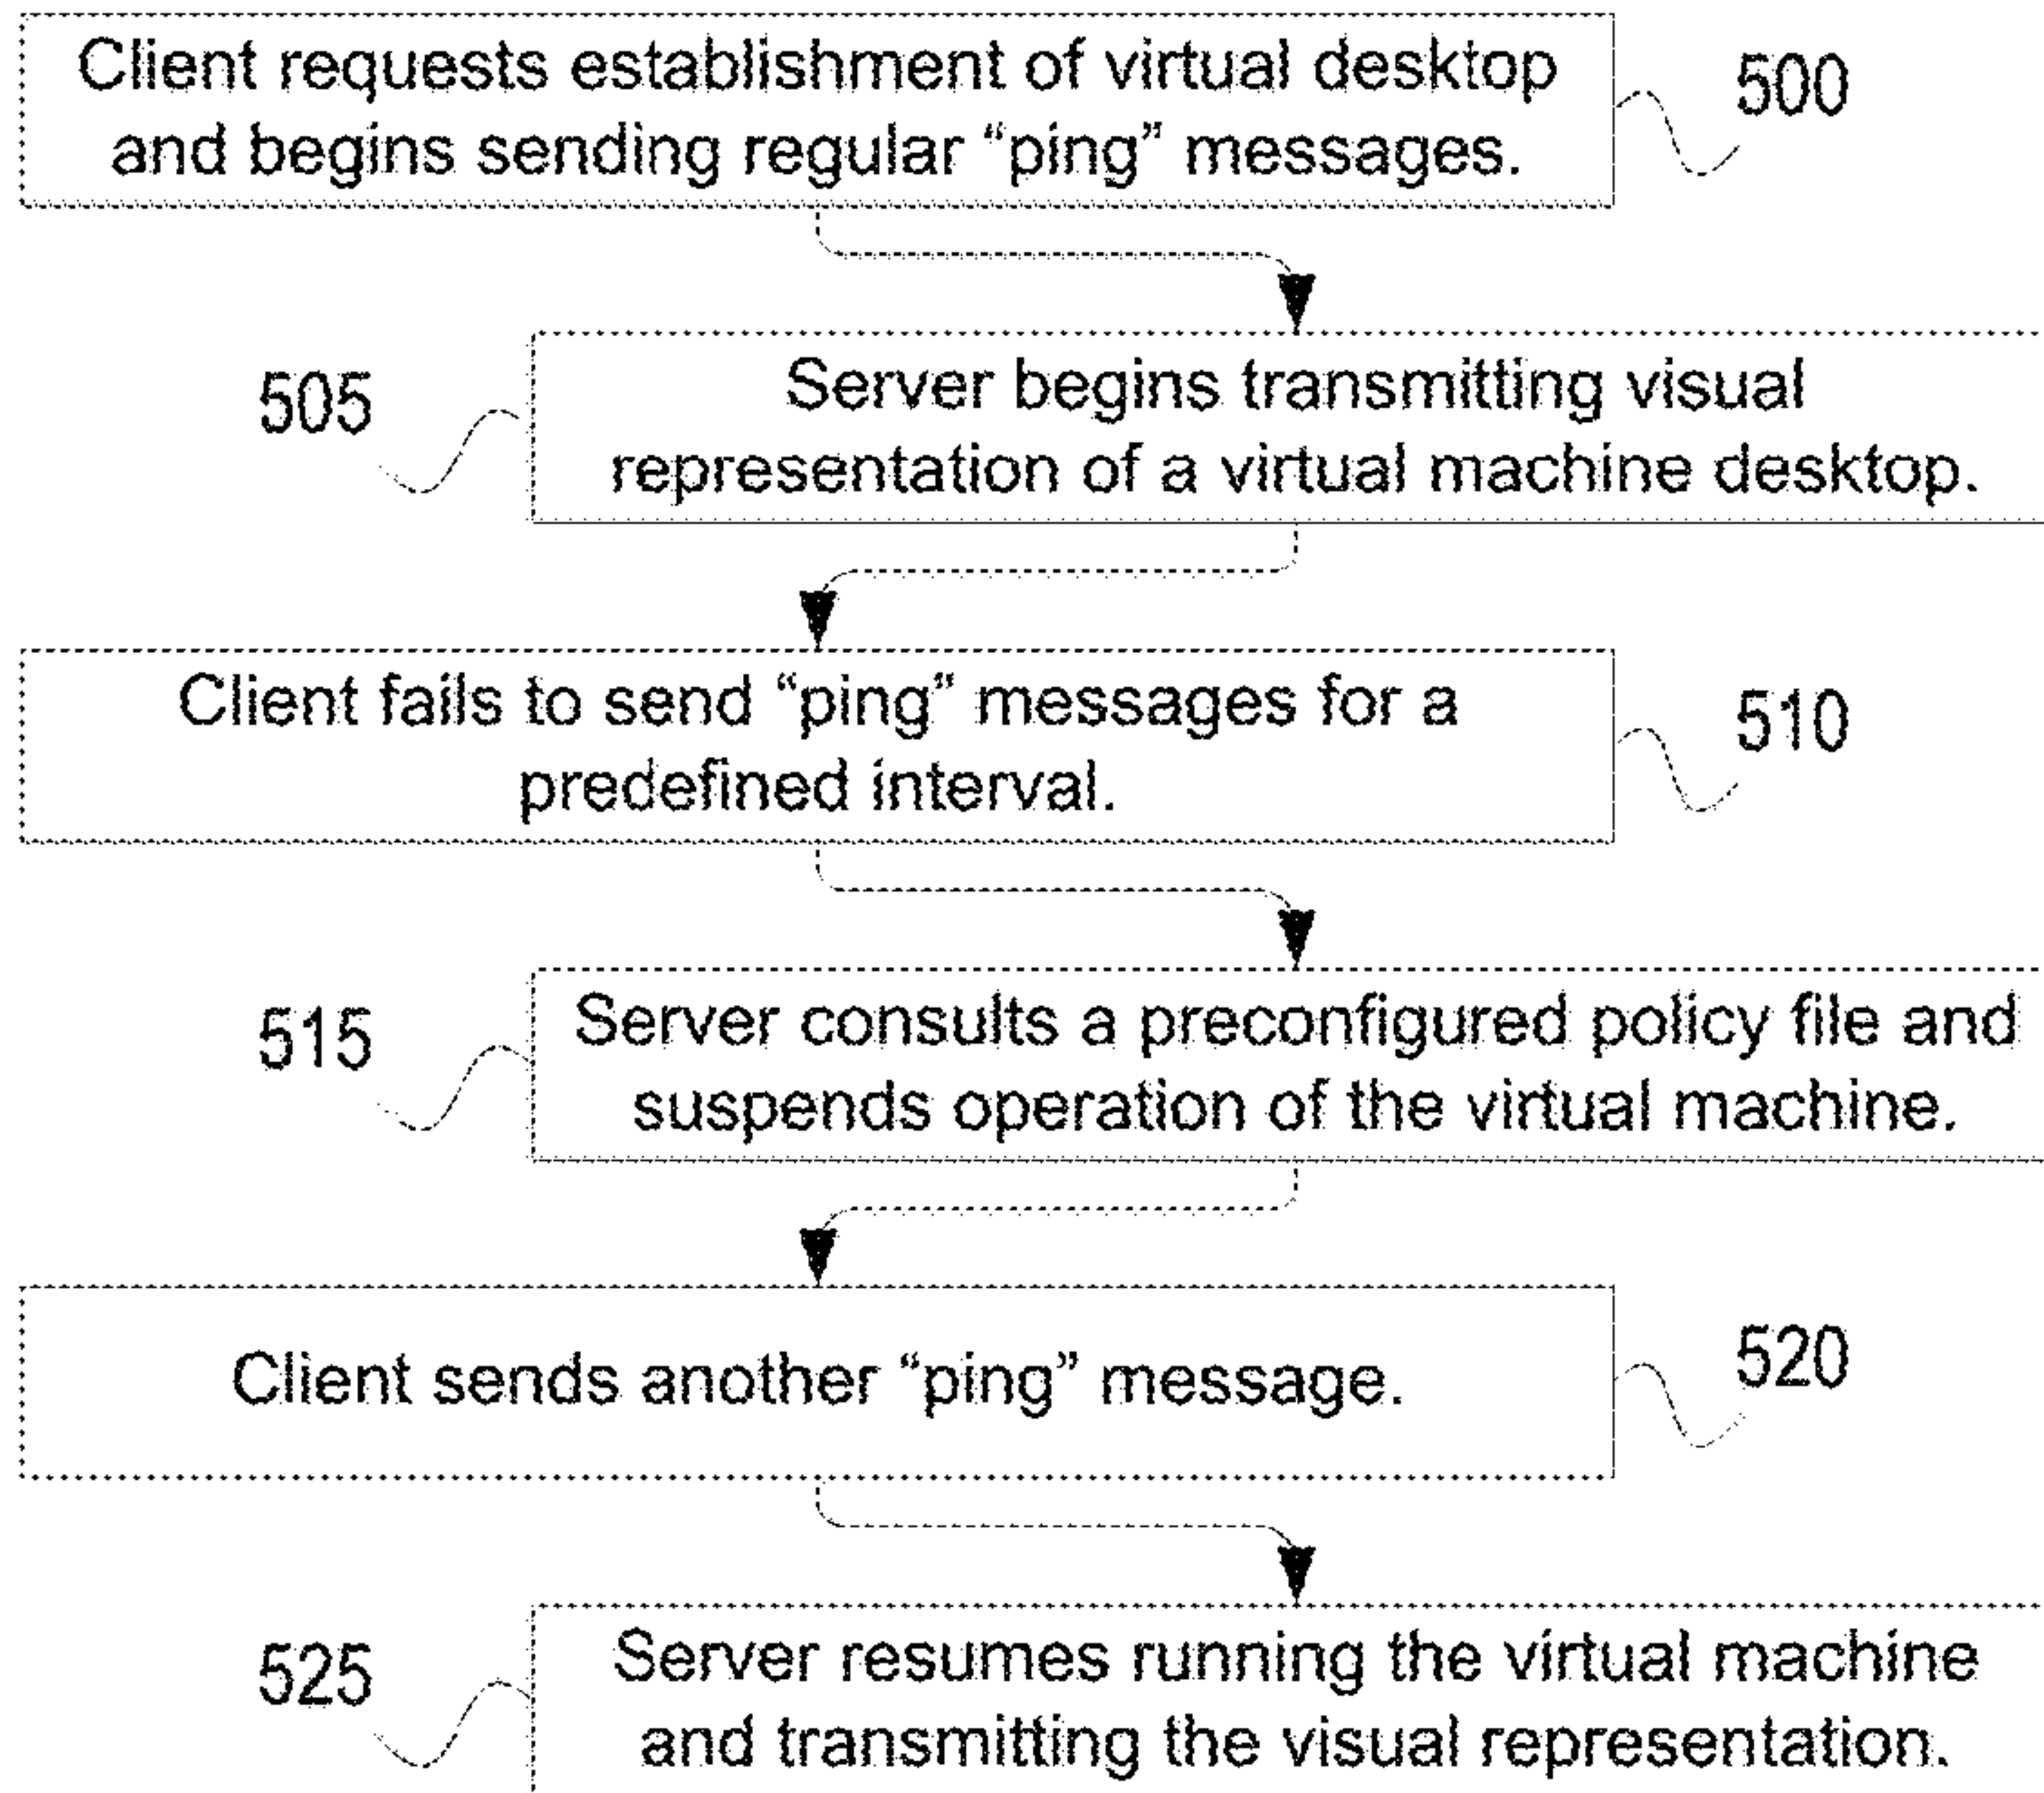 Client requests establishment of virtual desktop
and begins sending regular “ping” messages.
500
505
Server begins transmitting visual
representation of a virtual machine desktop.
Client fails to send “ping” messages for a
predefined interval.
510
515
Server consults a preconfigured policy file and
suspends operation of the virtual machine.
Client sends another “ping” message.
520
525
Server resumes running the virtual machine
and transmitting the visual representation.